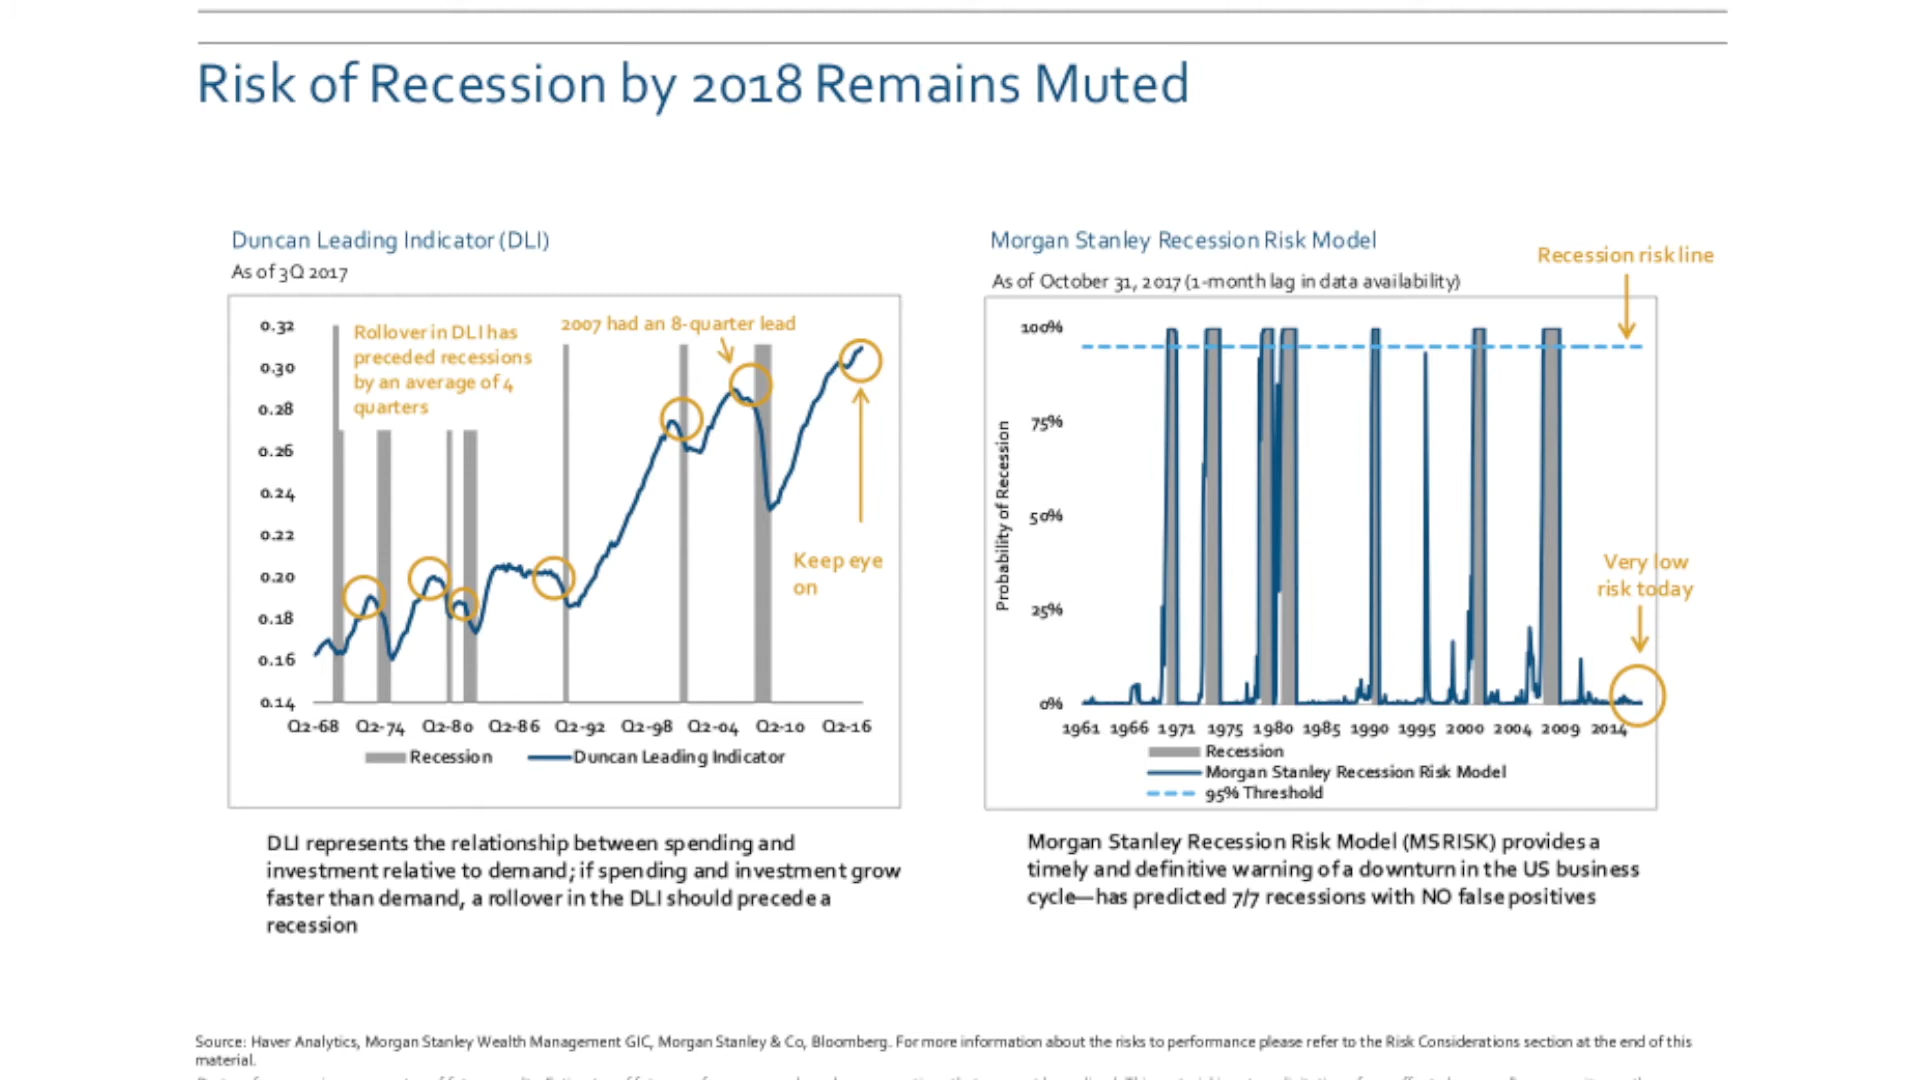 Risk of Recession by 2018 Remains Muted
Duncan Leading Indicator (DLI)
As of 3Q 2017
0.32
0.30
0.28
0.26
0.24
0.22
0.20
0.18
0.16
0.14
Rollover in DLI has
preceded recessions
by an average of 4
quarters
2007 had an 8-quarter lead
Keep eye
on
Q2-68 Q2-74 Q2-80 Q2-86 Q2-92 Q2-98 Q2-04 Q2-10 Q2-16
Recession Duncan Leading Indicator
DLI represents the relationship between spending and
investment relative to demand; if spending and investment grow
faster than demand, a rollover in the DLI should precede a
recession
Morgan Stanley Recession Risk Model
As of October 31, 2017 (1-month lag in data availability)
Recession risk line
Probability of Recession
100%
75%
50%
25%
0%
Very low
risk today
1961 1966 1971 1975 1980 1985 1990 1995 2000 2004 2009 2014
Recession
Morgan Stanley Recession Risk Model
95% Threshold
Morgan Stanley Recession Risk Model (MSRISK) provides a
timely and definitive warning of a downturn in the US business
cycle—has predicted 7/7 recessions with NO false positives
Source: Haver Analytics, Morgan Stanley Wealth Management GIC, Morgan Stanley & Co, Bloomberg. For more information about the risks to performance please refer to the Risk Considerations section at the end of this
material.